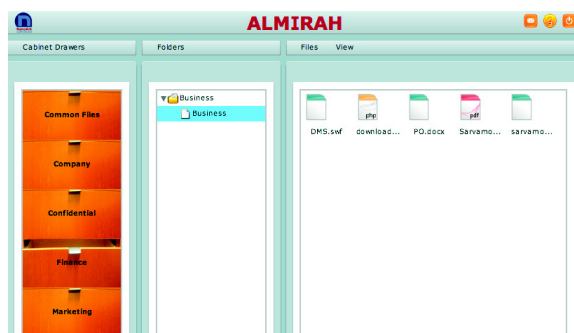 ALMIRAH
Cabinet Drawers
Folders
Files View
Common Files
Company
Confidential
Finance
Marketing
Business
Business
php
pdf
DMS.swf download... PO.docx Sarvamo... sarvamo...